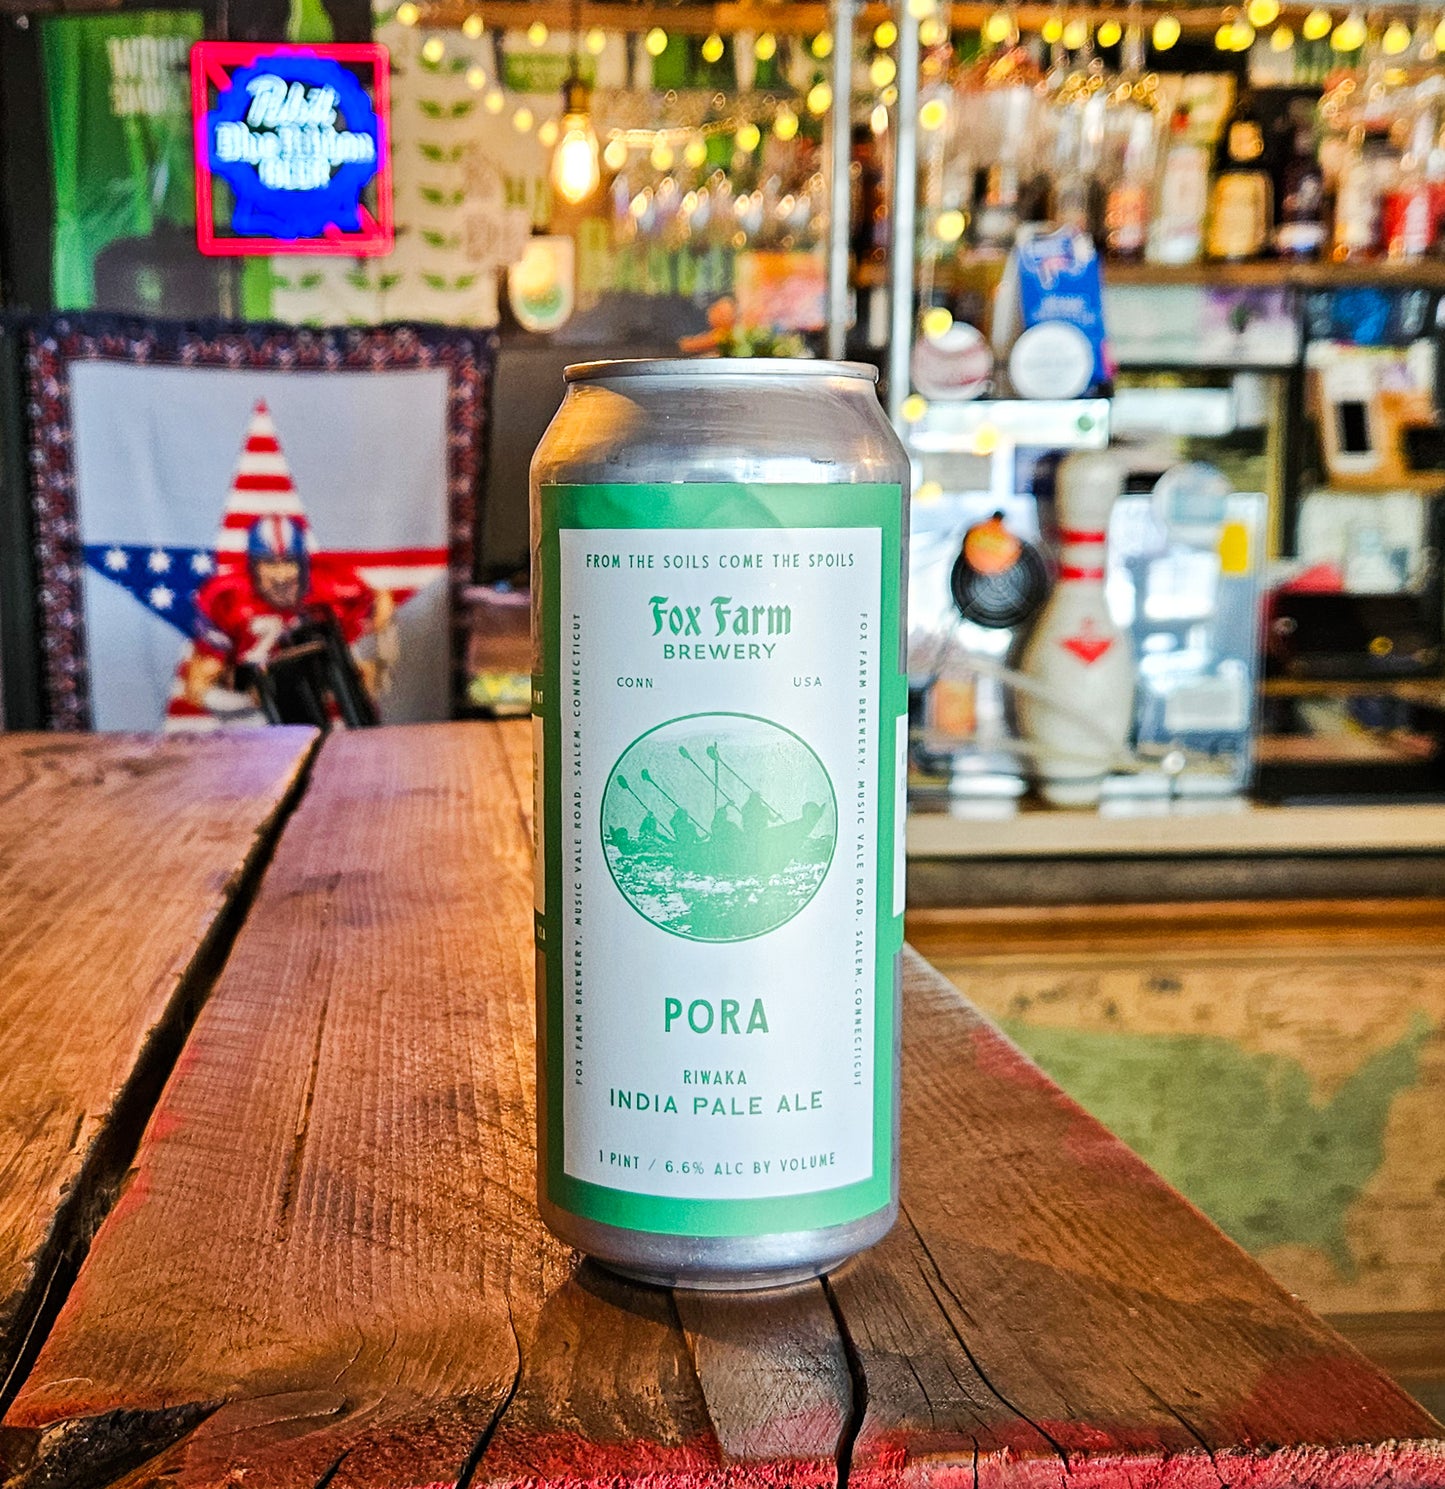 Pabst
Blue Ribbon
BEER
FROM THE SOILS COME THE SPOILS
Fox Farm
BREWERY
CONN
USA
FOX FARM BREWERY. MUSIC VALE ROAD. SALEM. CONNECTICUT
FOX FARM BREWERY. MUSIC VALE ROAD. SALEM. CONNECTICUT
PORA
RIWAKA
INDIA PALE ALE
1 PINT / 6.6% ALC BY VOLUME